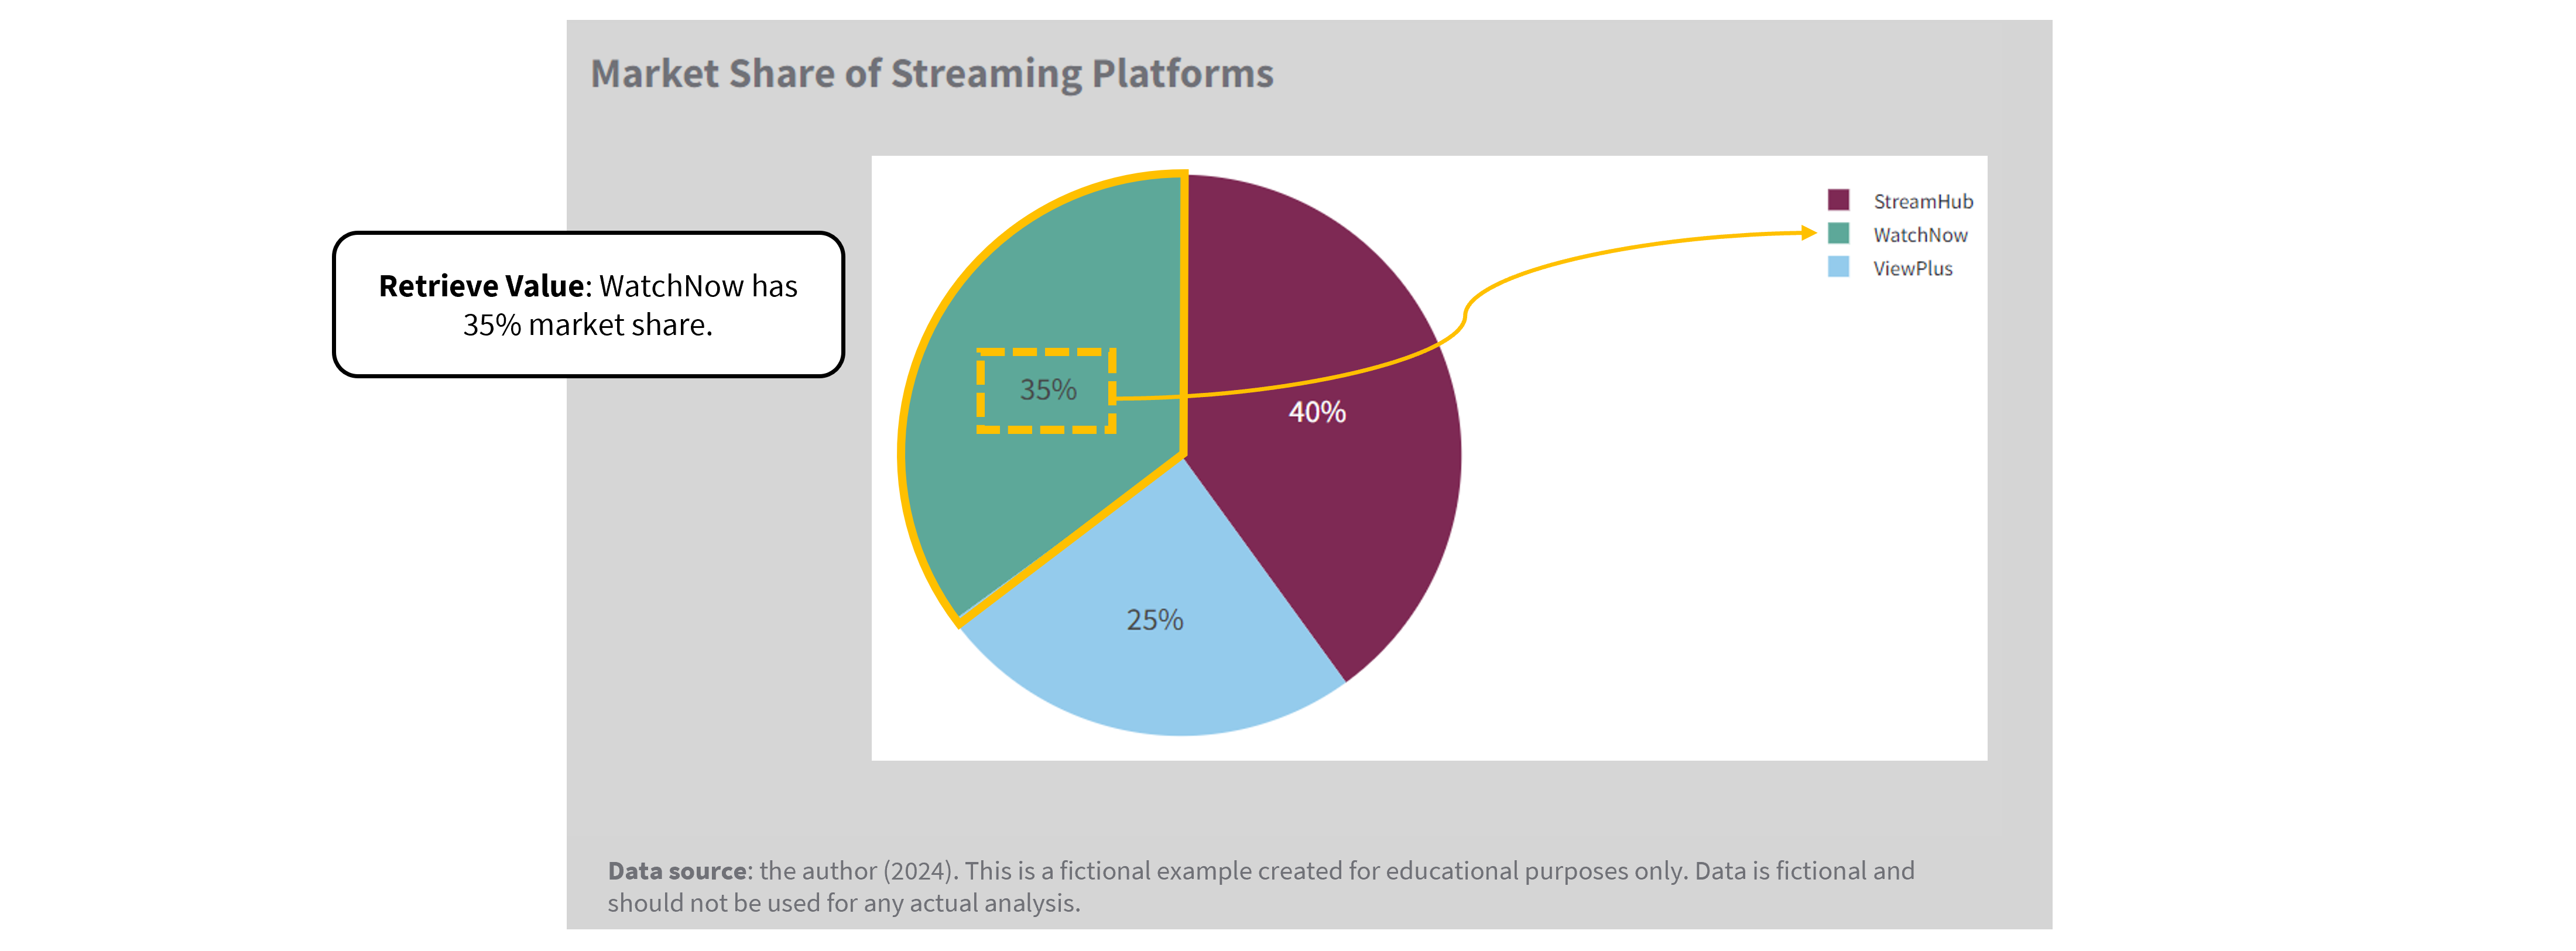 Market Share of Streaming Platforms
Retrieve Value: WatchNow has
35% market share.
StreamHub
WatchNow
ViewPlus
35%
40%
25%
Data source: the author (2024). This is a fictional example created for educational purposes only. Data is fictional and
should not be used for any actual analysis.